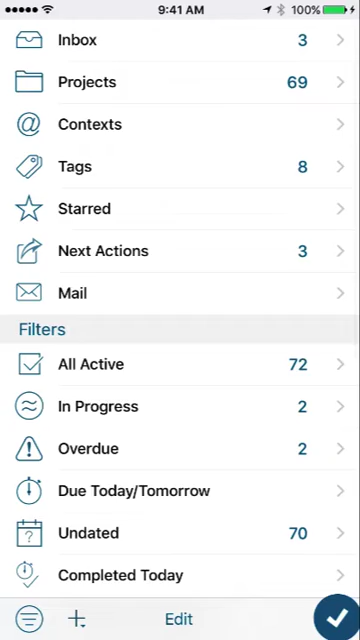 9:41 AM 100%
Inbox 3
Projects 69
@ Contexts
Tags 8
Starred
Next Actions 3
Mail
Filters
All Active 72
In Progress 2
Overdue 2
Due Today/Tomorrow
? Undated 70
Completed Today
Edit